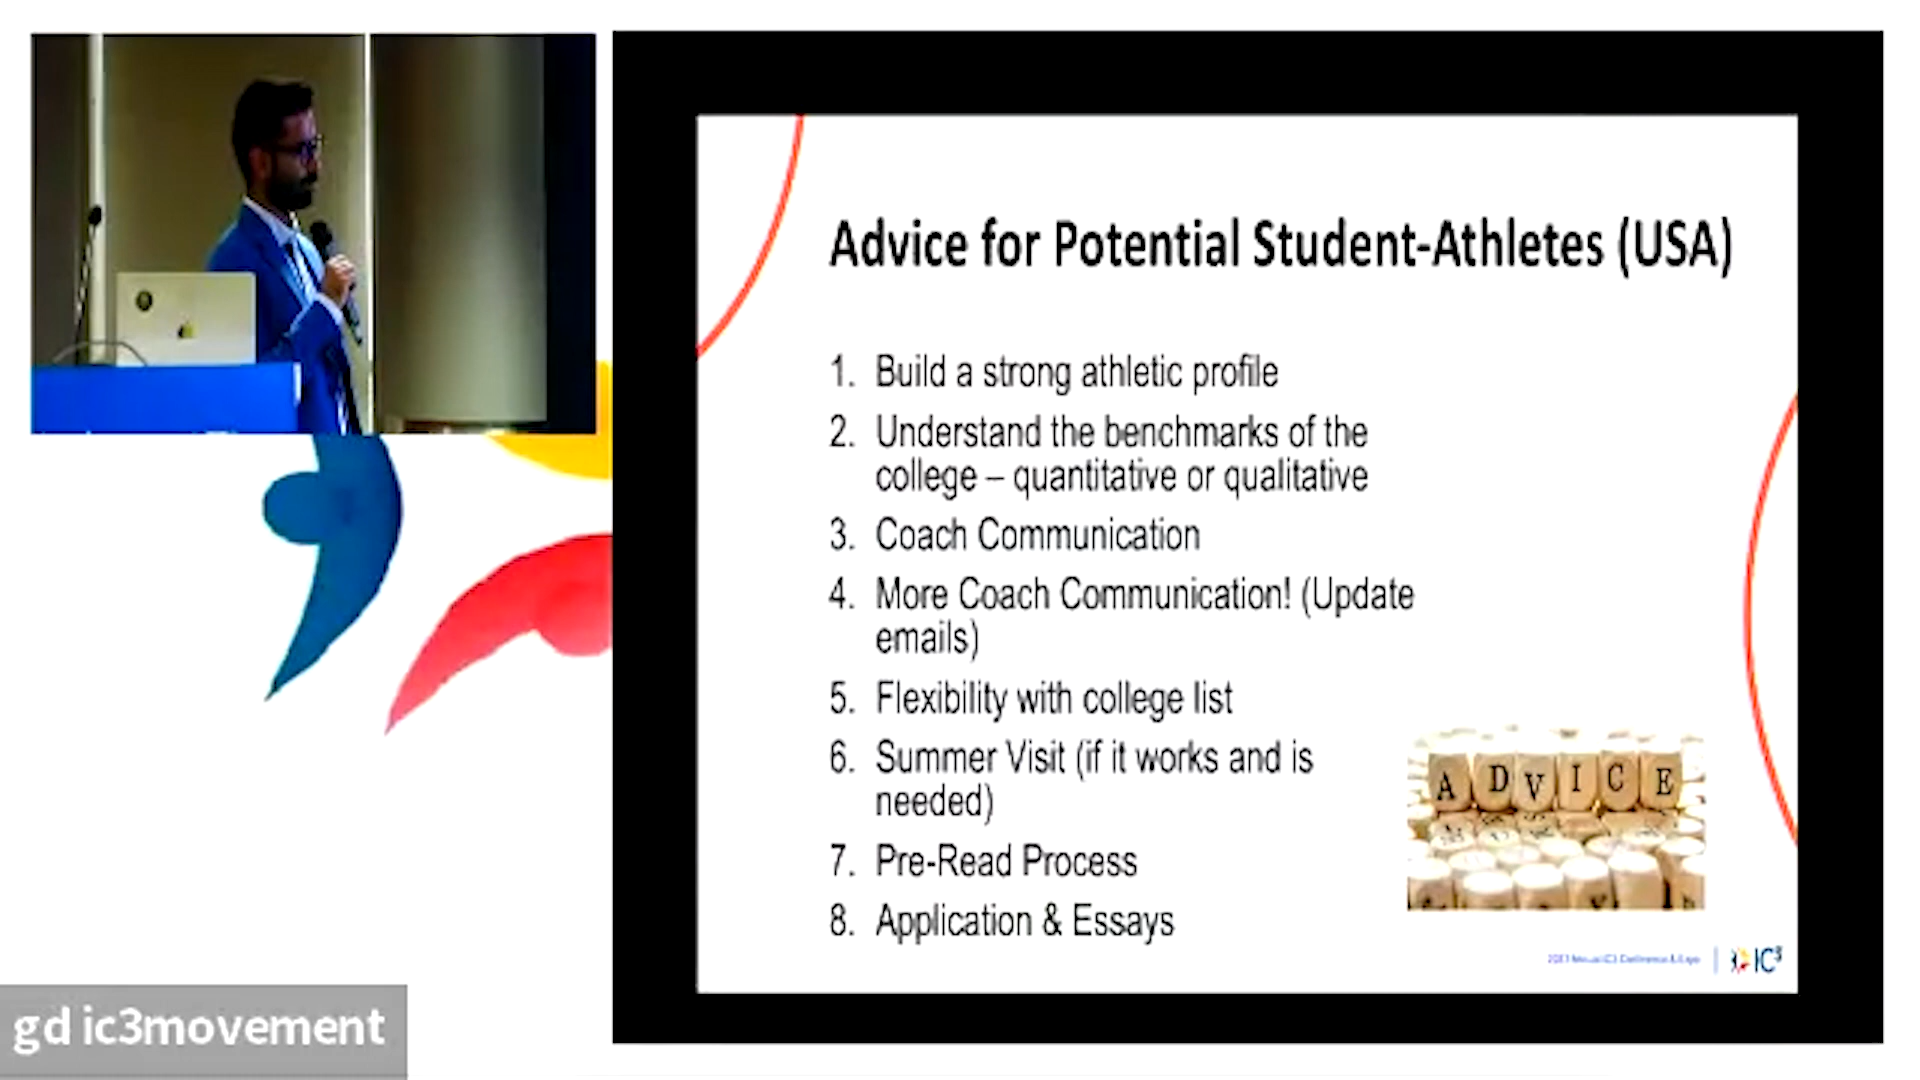 Advice for Potential Student-Athletes (USA)
1. Build a strong athletic profile
2. Understand the benchmarks of the
college – quantitative or qualitative
3. Coach Communication
4. More Coach Communication! (Update
emails)
5. Flexibility with college list
6. Summer Visit (if it works and is
needed)
7. Pre-Read Process
8. Application & Essays
ADVICE
IC³
gd ic3movement